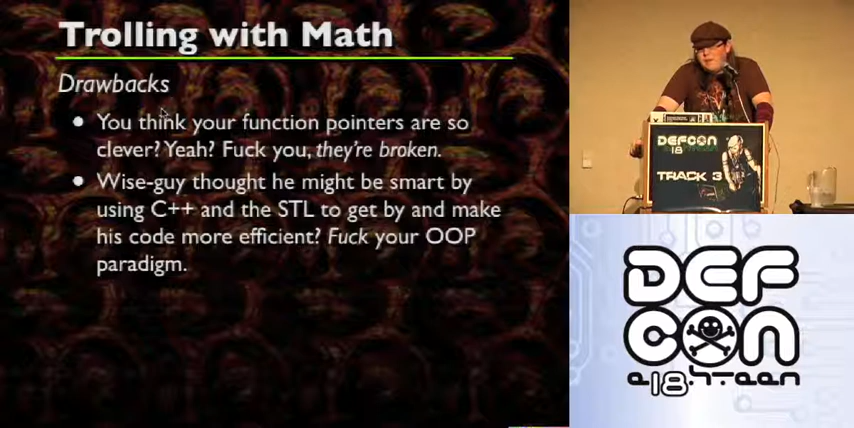 Trolling with Math
Drawbacks
You think your function pointers are so
clever? Yeah? Fuck you, they're broken.
Wise-guy thought he might be smart by
using C++ and the STL to get by and make
his code more efficient? Fuck your OOP
paradigm.
DEFCON
18
TRACK 3
DEF
CON
e18h.teen